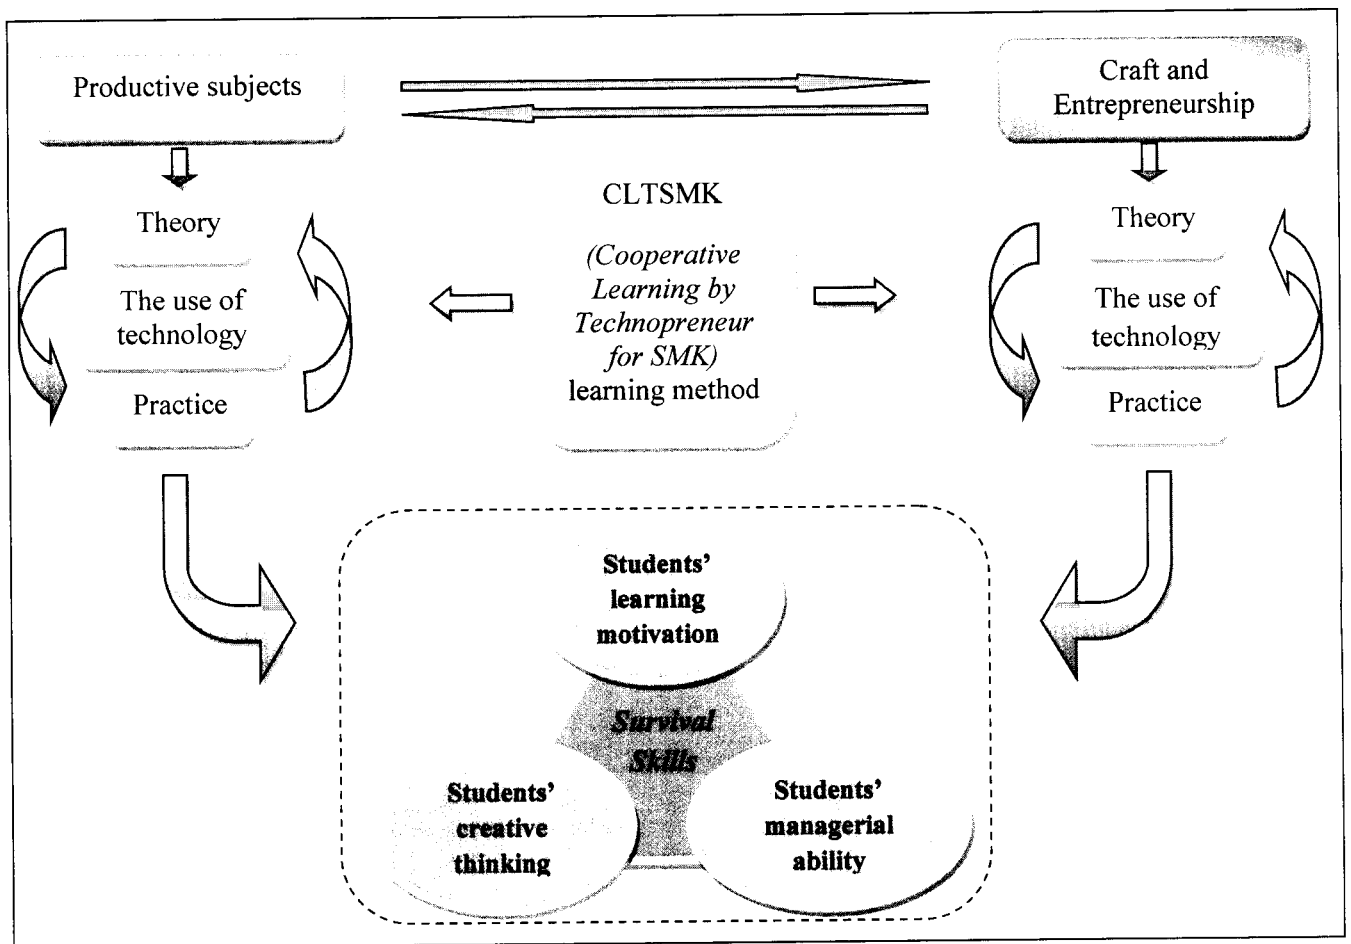 Productive subjects
Craft and
Entrepreneurship
Theory
The use of
technology
Practice
CLTSMK
(Cooperative
Learning by
Technopreneur
for SMK)
learning method
Theory
The use of
technology
Practice
Students’
learning
motivation
Survival
Skills
Students’
creative
thinking
Students’
managerial
ability